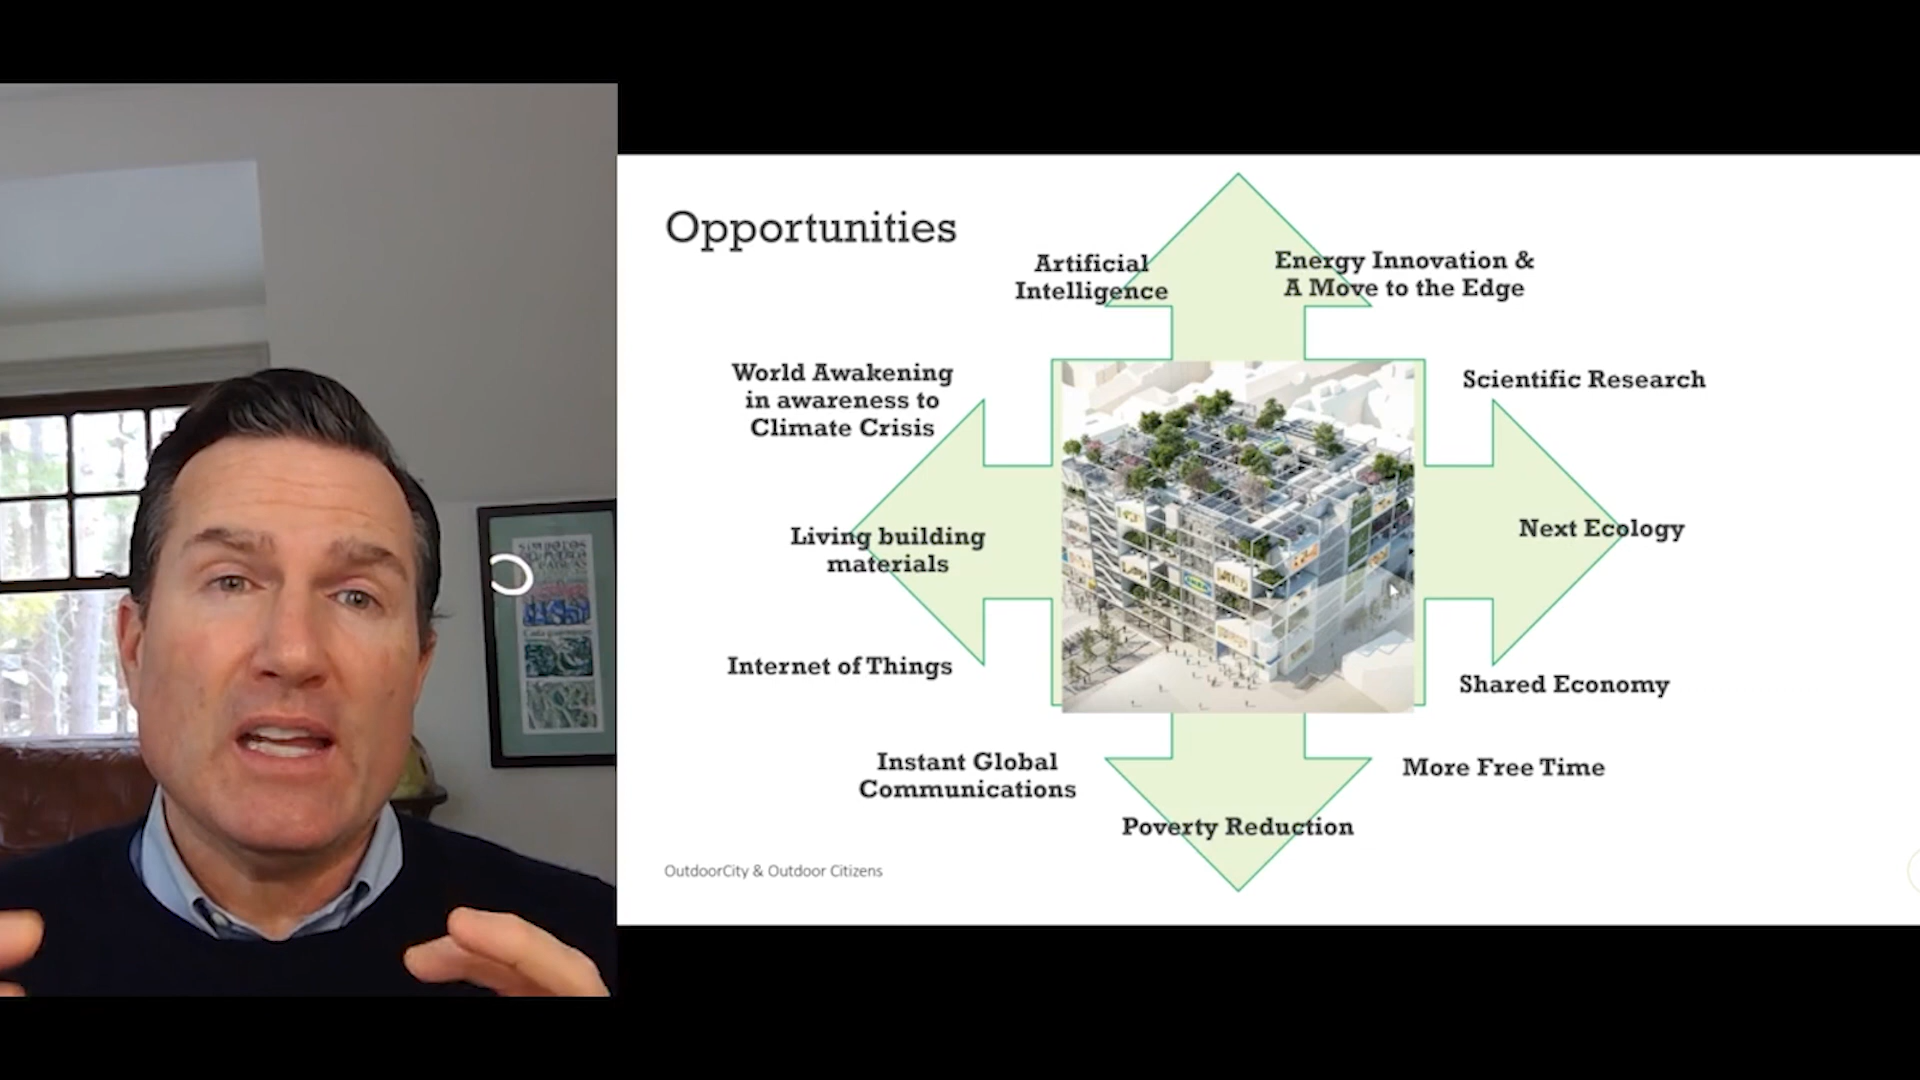 Opportunities
Artificial
Intelligence
Energy Innovation &
A Move to the Edge
World Awakening
in awareness to
Climate Crisis
Scientific Research
Living building
materials
Next Ecology
Internet of Things
Shared Economy
Instant Global
Communications
More Free Time
Poverty Reduction
OutdoorCity & Outdoor Citizens